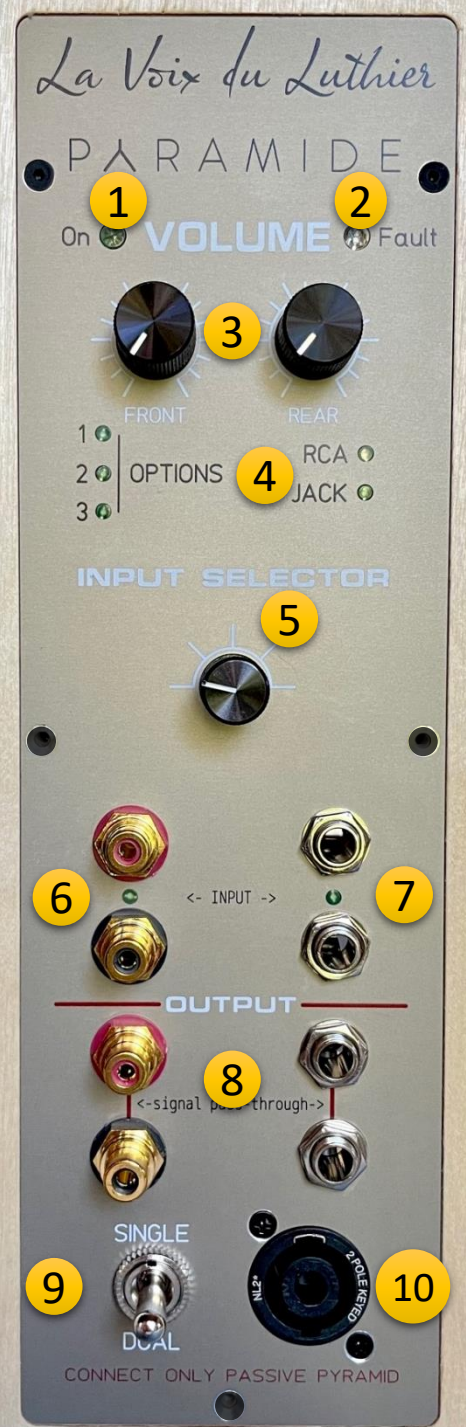 La Voix du Luthier
PYRAMIDE
1
2
On VOLUME Fault
3
FRONT REAR
1
2 OPTIONS
3
4
RCA
JACK
INPUT SELECTOR
5
6
<- INPUT ->
7
OUTPUT
8
<-signal through->
SINGLE
9
DUAL
NL2*
2.POLE KEYED
10
CONNECT ONLY PASSIVE PYRAMID